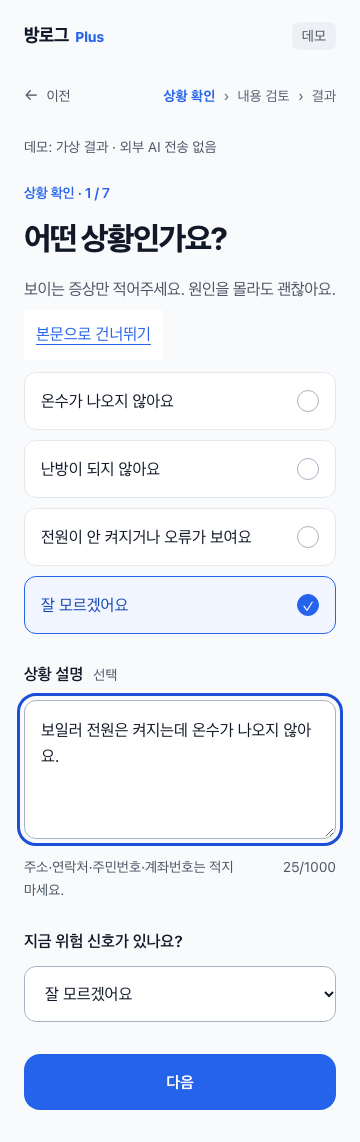 방로그 Plus
데모
← 이전
상황 확인 › 내용 검토 › 결과
데모: 가상 결과 · 외부 AI 전송 없음
상황 확인 · 1 / 7
어떤 상황인가요?
보이는 증상만 적어주세요. 원인을 몰라도 괜찮아요.
본문으로 건너뛰기
온수가 나오지 않아요
난방이 되지 않아요
전원이 안 켜지거나 오류가 보여요
잘 모르겠어요
상황 설명 선택
보일러 전원은 켜지는데 온수가 나오지 않아
요.
주소·연락처·주민번호·계좌번호는 적지
마세요.
25/1000
지금 위험 신호가 있나요?
잘 모르겠어요
다음